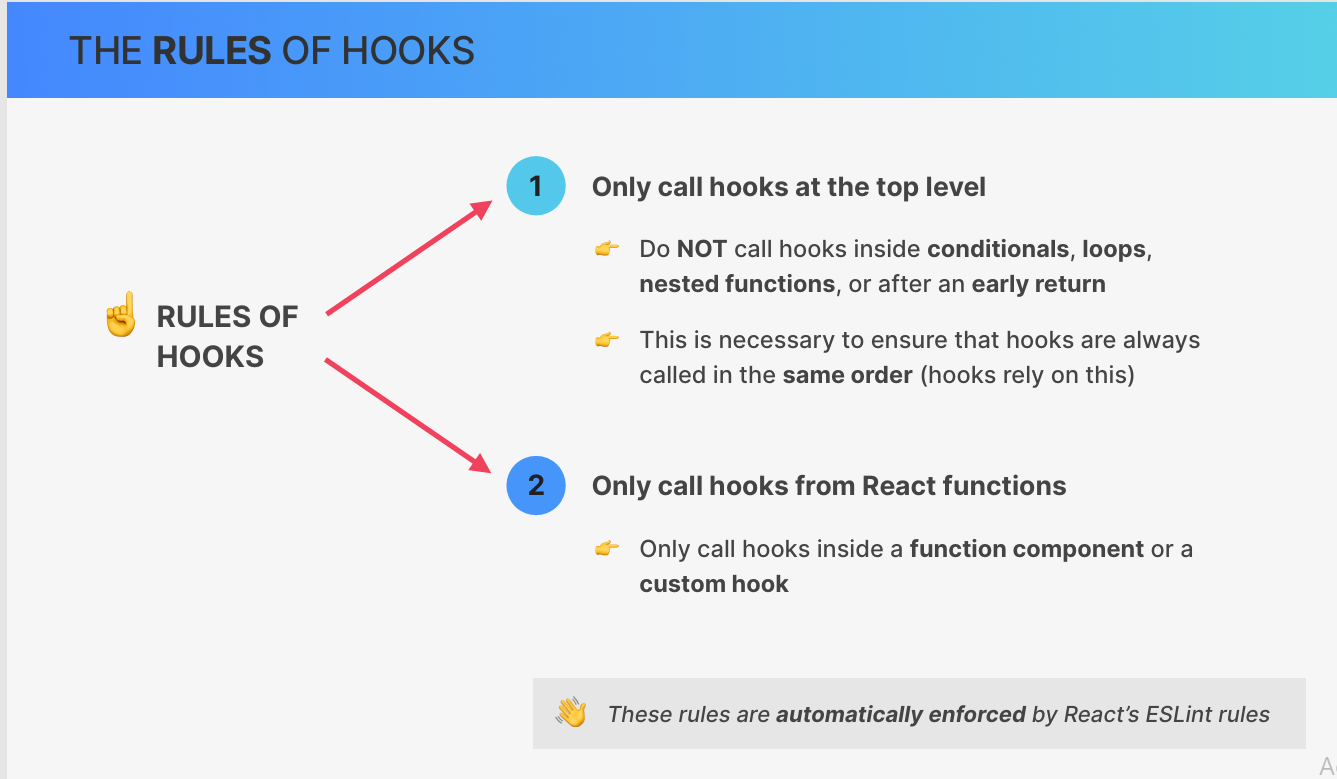 THE RULES OF HOOKS
☝️ RULES OF
HOOKS
1 Only call hooks at the top level
👉 Do NOT call hooks inside conditionals, loops,
nested functions, or after an early return
👉 This is necessary to ensure that hooks are always
called in the same order (hooks rely on this)
2 Only call hooks from React functions
👉 Only call hooks inside a function component or a
custom hook
👋 These rules are automatically enforced by React’s ESLint rules